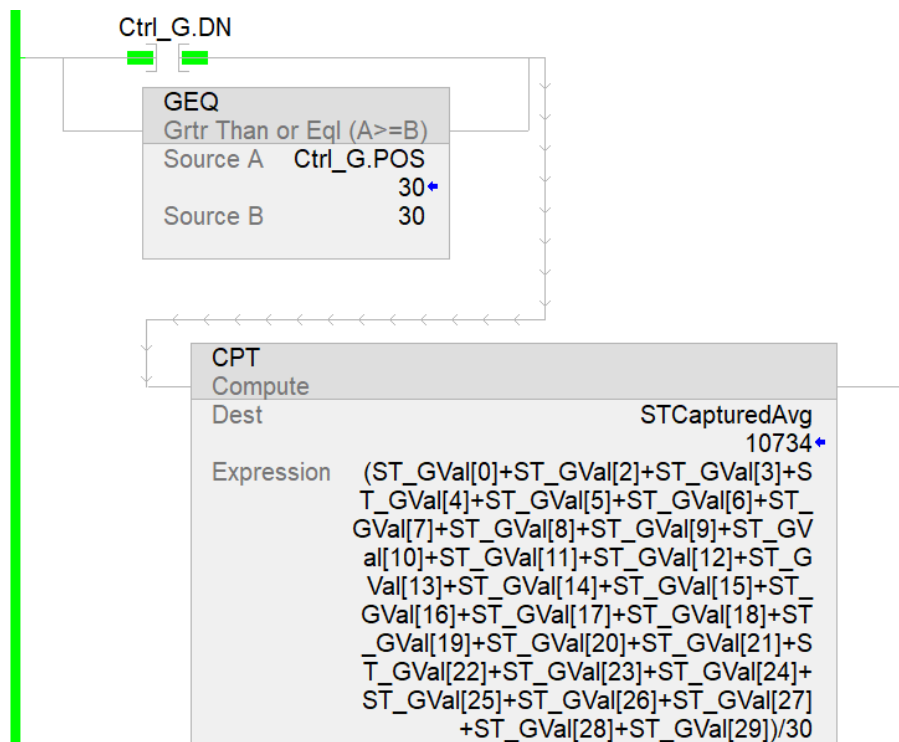 Ctrl_G.DN
GEQ
Grtr Than or Eql (A>=B)
Source A Ctrl_G.POS
30
Source B 30
CPT
Compute
Dest STCapturedAvg
10734
Expression (ST_GVal[0]+ST_GVal[2]+ST_GVal[3]+S
T_GVal[4]+ST_GVal[5]+ST_GVal[6]+ST_
GVal[7]+ST_GVal[8]+ST_GVal[9]+ST_GV
al[10]+ST_GVal[11]+ST_GVal[12]+ST_G
Val[13]+ST_GVal[14]+ST_GVal[15]+ST_
GVal[16]+ST_GVal[17]+ST_GVal[18]+ST
_GVal[19]+ST_GVal[20]+ST_GVal[21]+S
T_GVal[22]+ST_GVal[23]+ST_GVal[24]+
ST_GVal[25]+ST_GVal[26]+ST_GVal[27]
+ST_GVal[28]+ST_GVal[29])/30